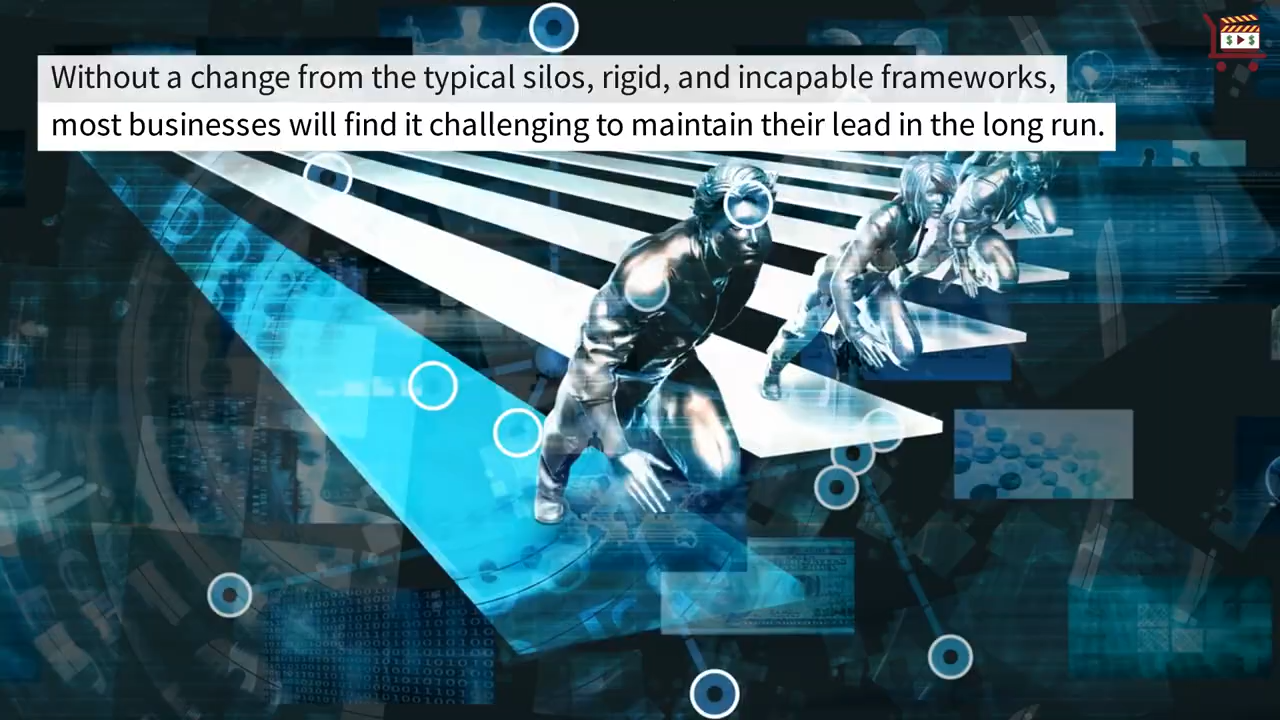 Without a change from the typical silos, rigid, and incapable frameworks,
most businesses will find it challenging to maintain their lead in the long run.